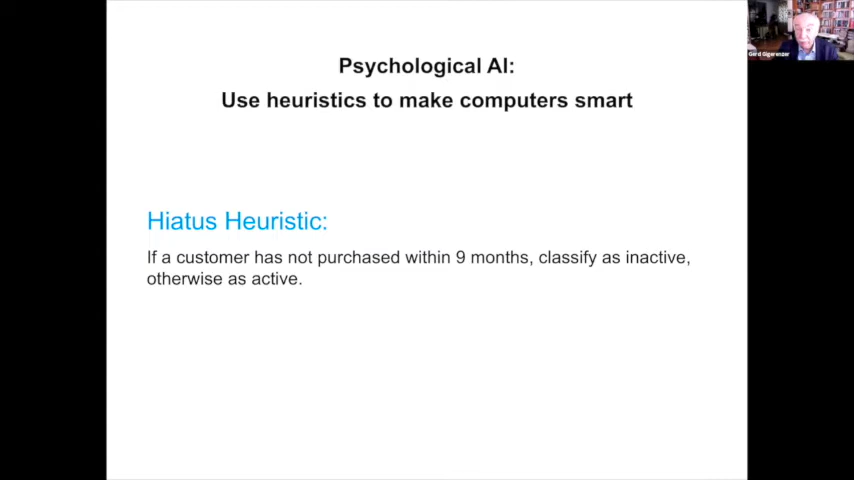 Psychological AI:
Use heuristics to make computers smart
Hiatus Heuristic:
If a customer has not purchased within 9 months, classify as inactive,
otherwise as active.
Gerd Gigerenzer